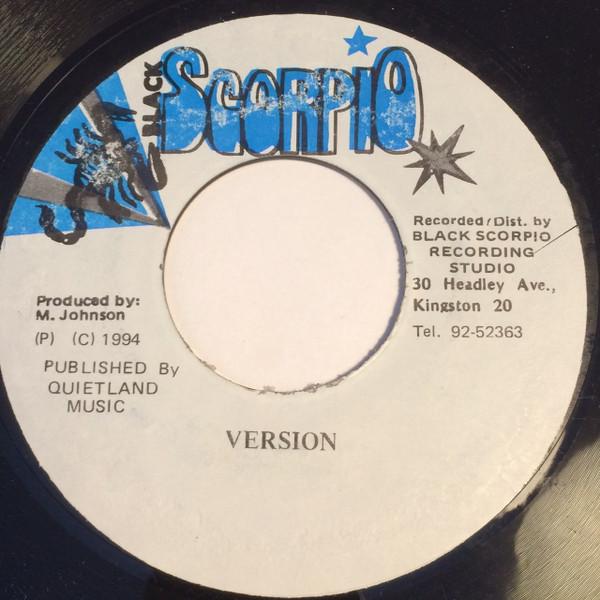 BLACK
SCORPIO
Recorded/Dist. by
BLACK SCORPIO
RECORDING
STUDIO
30 Headley Ave.,
Kingston 20
Tel. 92-52363
Produced by:
M. Johnson
(P) (C) 1994
PUBLISHED By
QUIETLAND
MUSIC
VERSION